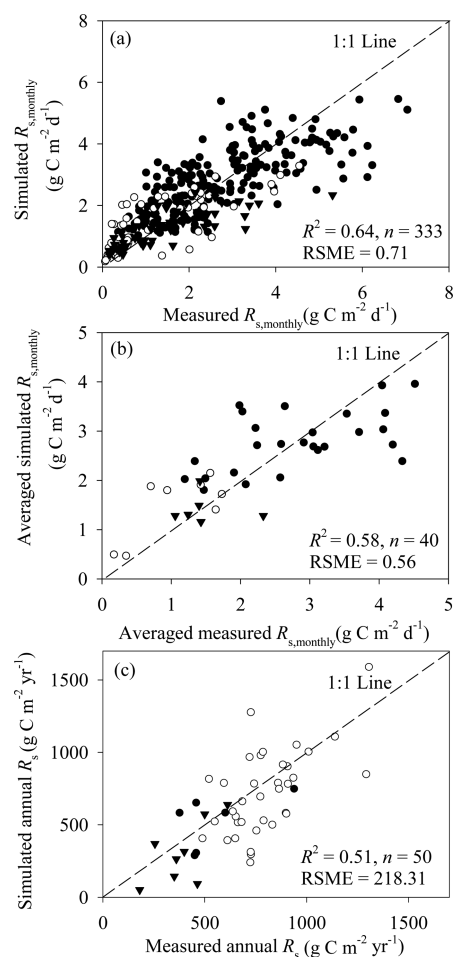 (a)
1:1 Line
8
6
4
2
0
Simulated R_s,monthly
(g C m⁻² d⁻¹)
R² = 0.64, n = 333
RSME = 0.71
0 2 4 6 8
Measured R_s,monthly(g C m⁻² d⁻¹)
(b)
1:1 Line
5
4
3
2
1
0
Averaged simulated R_s,monthly
(g C m⁻² d⁻¹)
R² = 0.58, n = 40
RSME = 0.56
0 1 2 3 4 5
Averaged measured R_s,monthly(g C m⁻² d⁻¹)
(c)
1:1 Line
1500
1000
500
0
Simulated annual R_s (g C m⁻² yr⁻¹)
R² = 0.51, n = 50
RSME = 218.31
0 500 1000 1500
Measured annual R_s (g C m⁻² yr⁻¹)